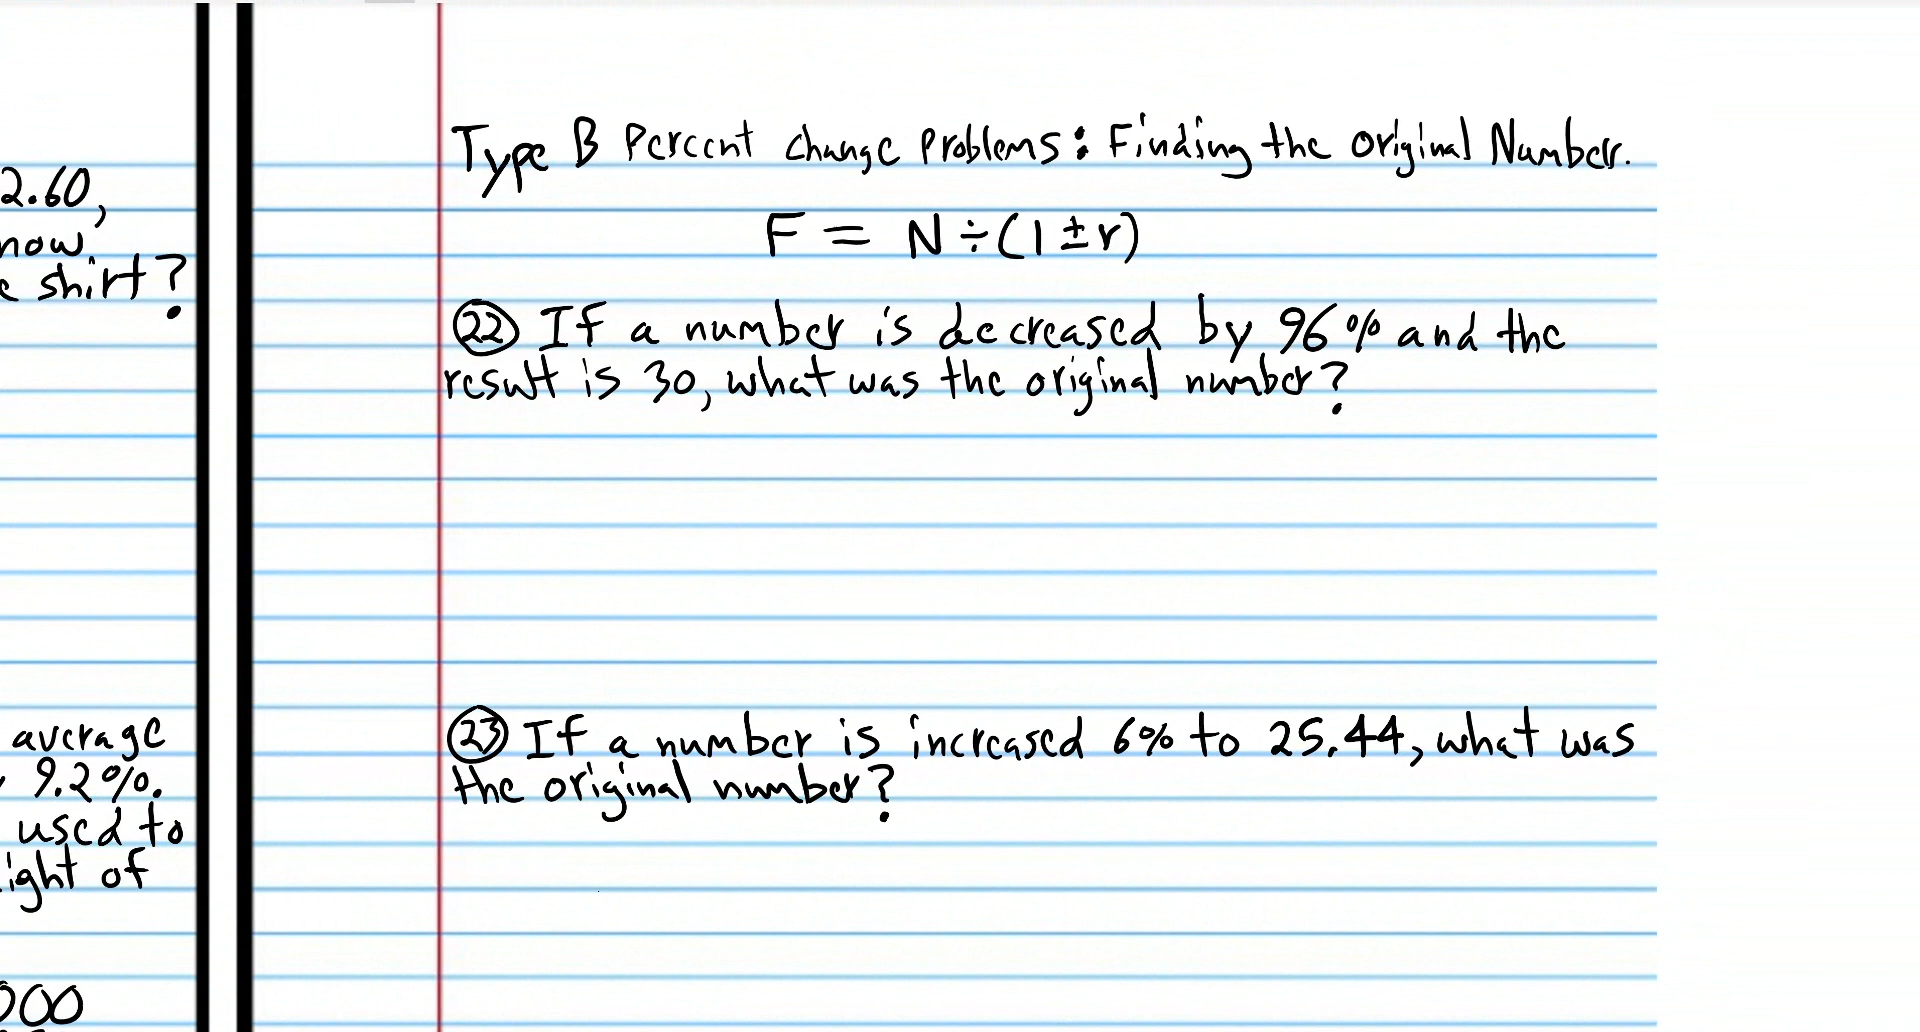 2.60,
now
shirt?
average
9.2%.
used to
ight of
000
Type B Percent Change Problems: Finding the original Number.
F = N÷(1±r)
22 If a number is decreased by 96% and the
result is 30, what was the original number?
23 If a number is increased 6% to 25.44, what was
the original number?